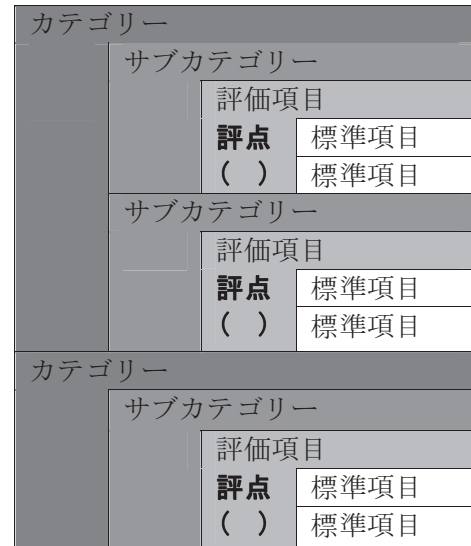 カテゴリー
サブカテゴリー
評価項目
評点 標準項目
( ) 標準項目
サブカテゴリー
評価項目
評点 標準項目
( ) 標準項目
カテゴリー
サブカテゴリー
評価項目
評点 標準項目
( ) 標準項目